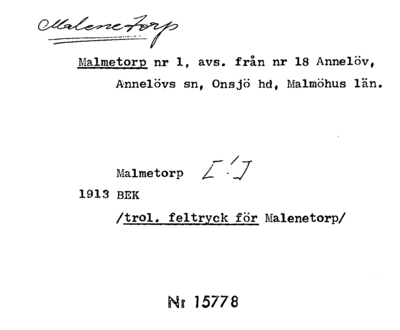 Malenetorp
Malmetorp nr 1, avs. från nr 18 Annelöv,
Annelövs sn, Onsjö hd, Malmöhus län.
Malmetorp [!]
1913 BEK
/trol. feltryck för Malenetorp/
Nr 15778